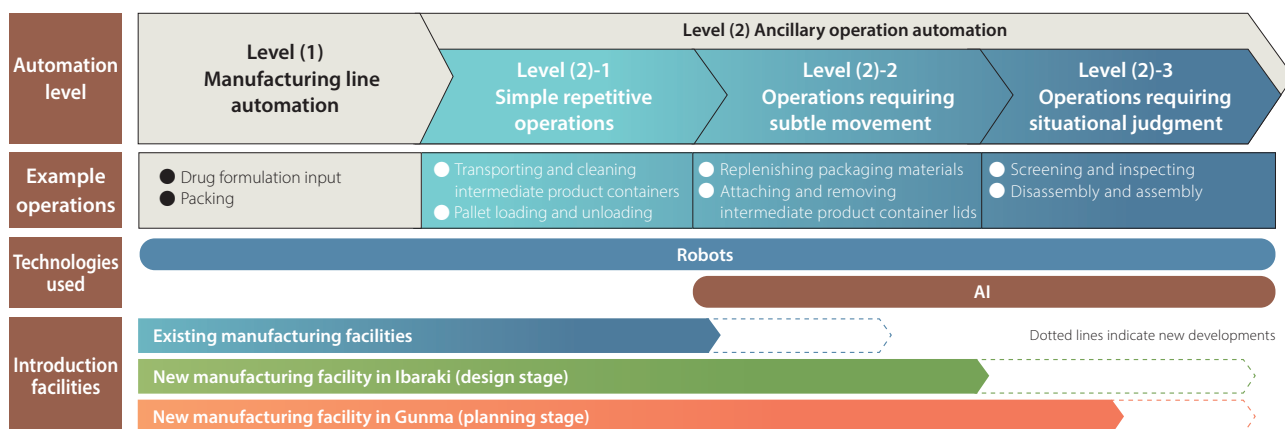 Automation
level
Level (1)
Manufacturing line
automation
Level (2) Ancillary operation automation
Level (2)-1
Simple repetitive
operations
Level (2)-2
Operations requiring
subtle movement
Level (2)-3
Operations requiring
situational judgment
Example
operations
● Drug formulation input
● Packing
● Transporting and cleaning
intermediate product containers
● Pallet loading and unloading
● Replenishing packaging materials
● Attaching and removing
intermediate product container lids
● Screening and inspecting
● Disassembly and assembly
Technologies
used
Robots
AI
Introduction
facilities
Existing manufacturing facilities
Dotted lines indicate new developments
New manufacturing facility in Ibaraki (design stage)
New manufacturing facility in Gunma (planning stage)